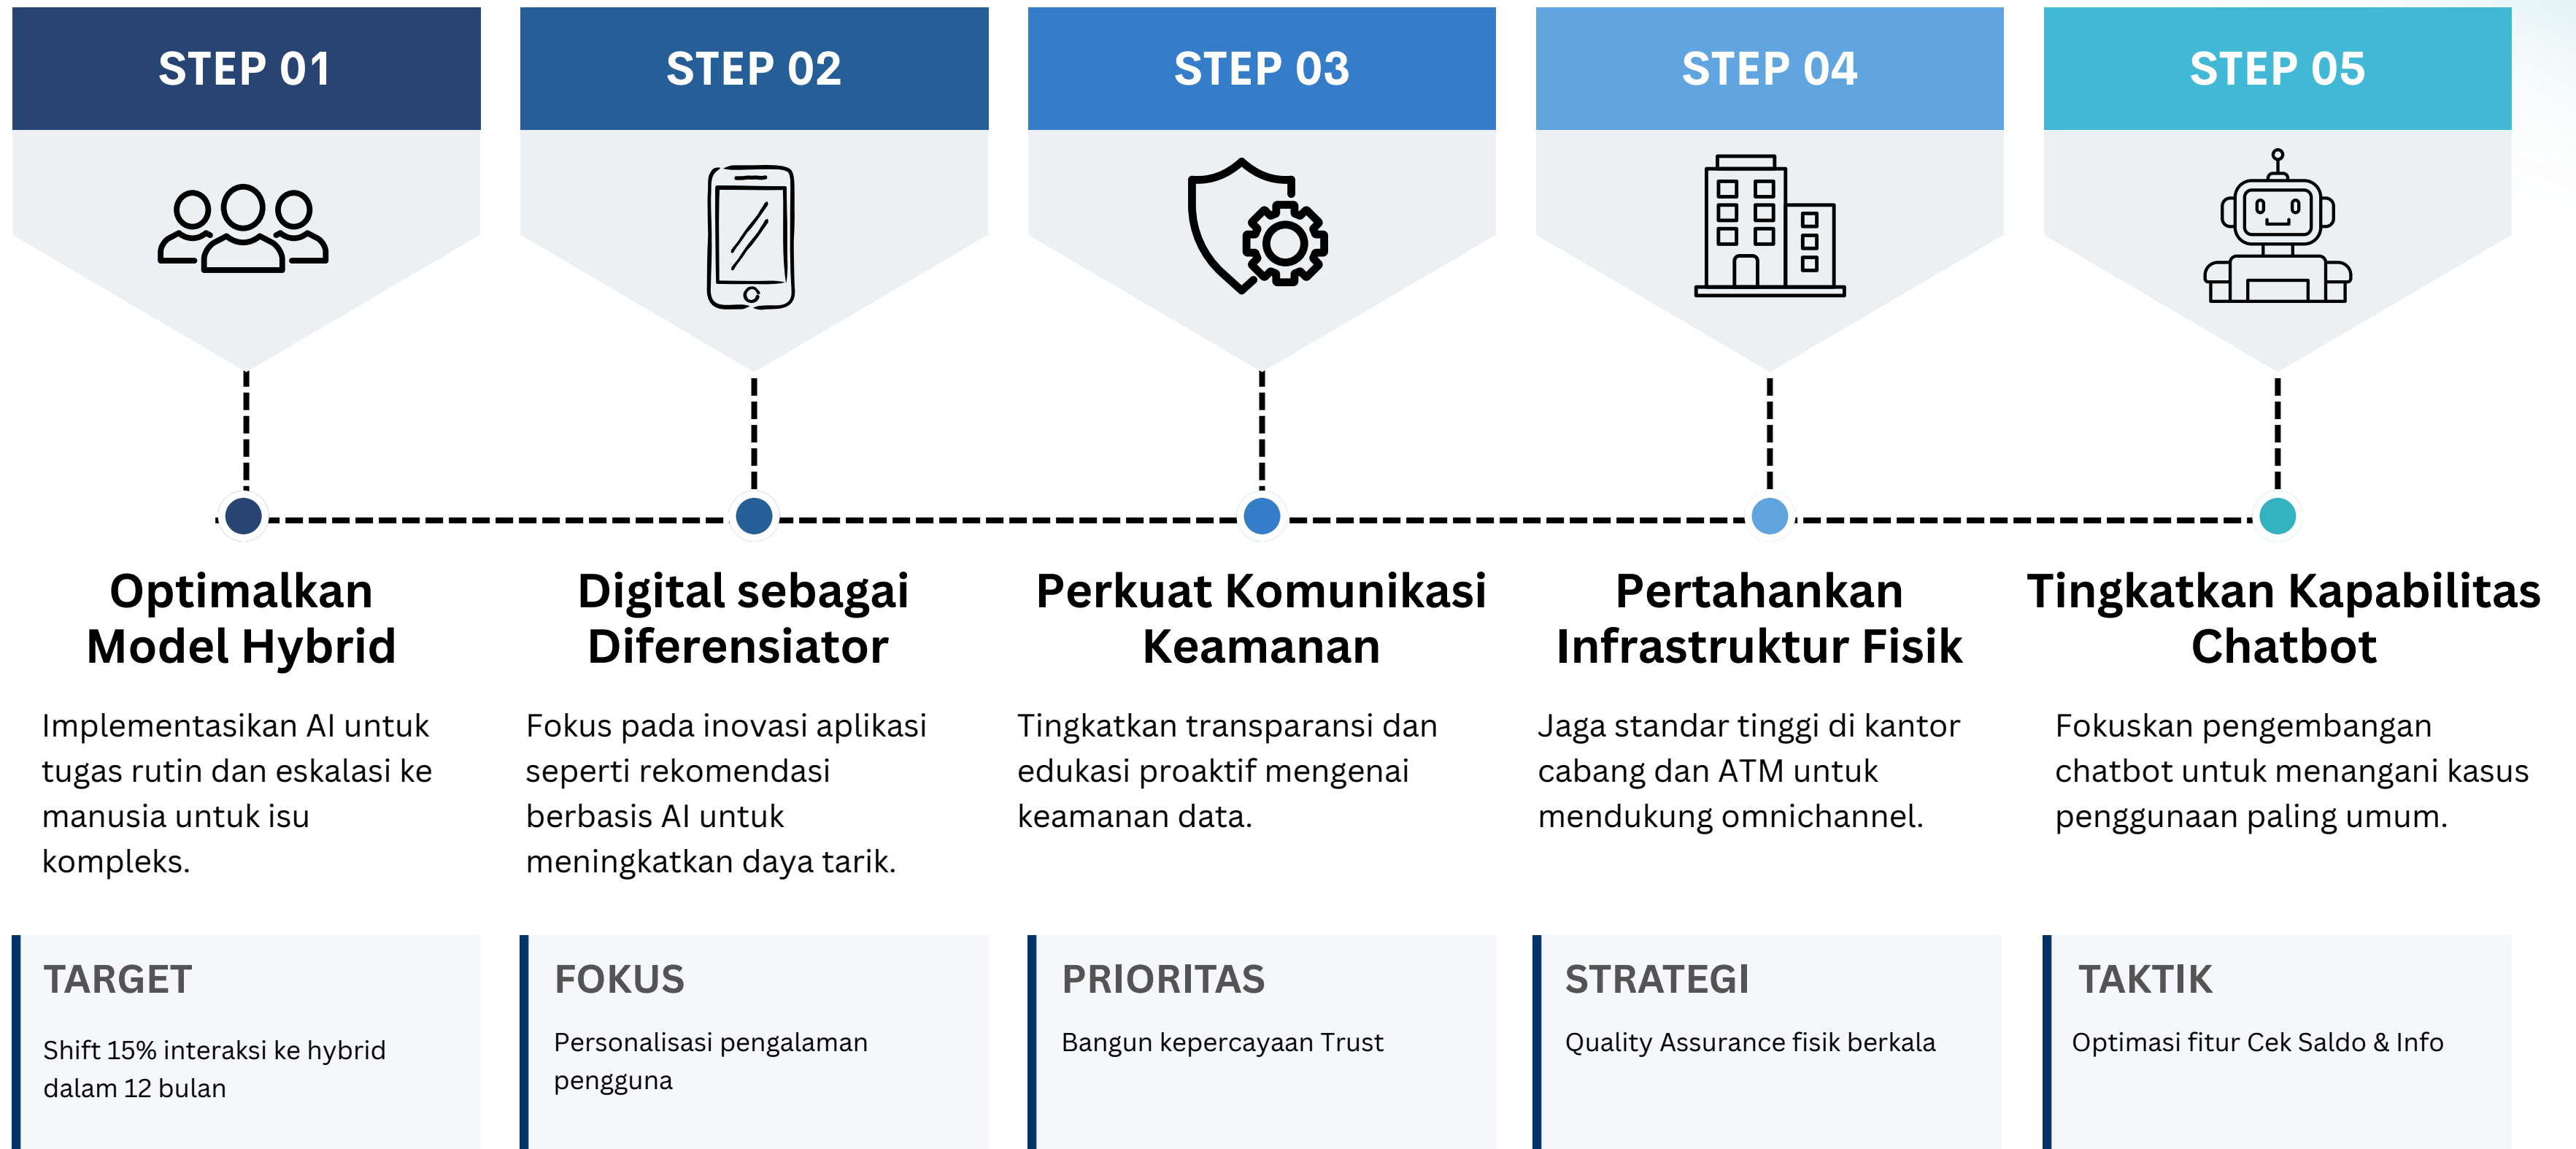 STEP 01
STEP 02
STEP 03
STEP 04
STEP 05
Optimalkan
Model Hybrid
Implementasikan AI untuk
tugas rutin dan eskalasi ke
manusia untuk isu
kompleks.
TARGET
Shift 15% interaksi ke hybrid
dalam 12 bulan
Digital sebagai
Diferensiator
Fokus pada inovasi aplikasi
seperti rekomendasi
berbasis AI untuk
meningkatkan daya tarik.
FOKUS
Personalisasi pengalaman
pengguna
Perkuat Komunikasi
Keamanan
Tingkatkan transparansi dan
edukasi proaktif mengenai
keamanan data.
PRIORITAS
Bangun kepercayaan Trust
Pertahankan
Infrastruktur Fisik
Jaga standar tinggi di kantor
cabang dan ATM untuk
mendukung omnichannel.
STRATEGI
Quality Assurance fisik berkala
Tingkatkan Kapabilitas
Chatbot
Fokuskan pengembangan
chatbot untuk menangani kasus
penggunaan paling umum.
TAKTIK
Optimasi fitur Cek Saldo & Info